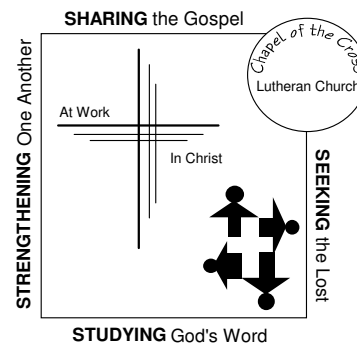 SHARING the Gospel
Chapel of the Cross
Lutheran Church
At Work
In Christ
STRENGTHENING One Another
SEEKING the Lost
STUDYING God's Word